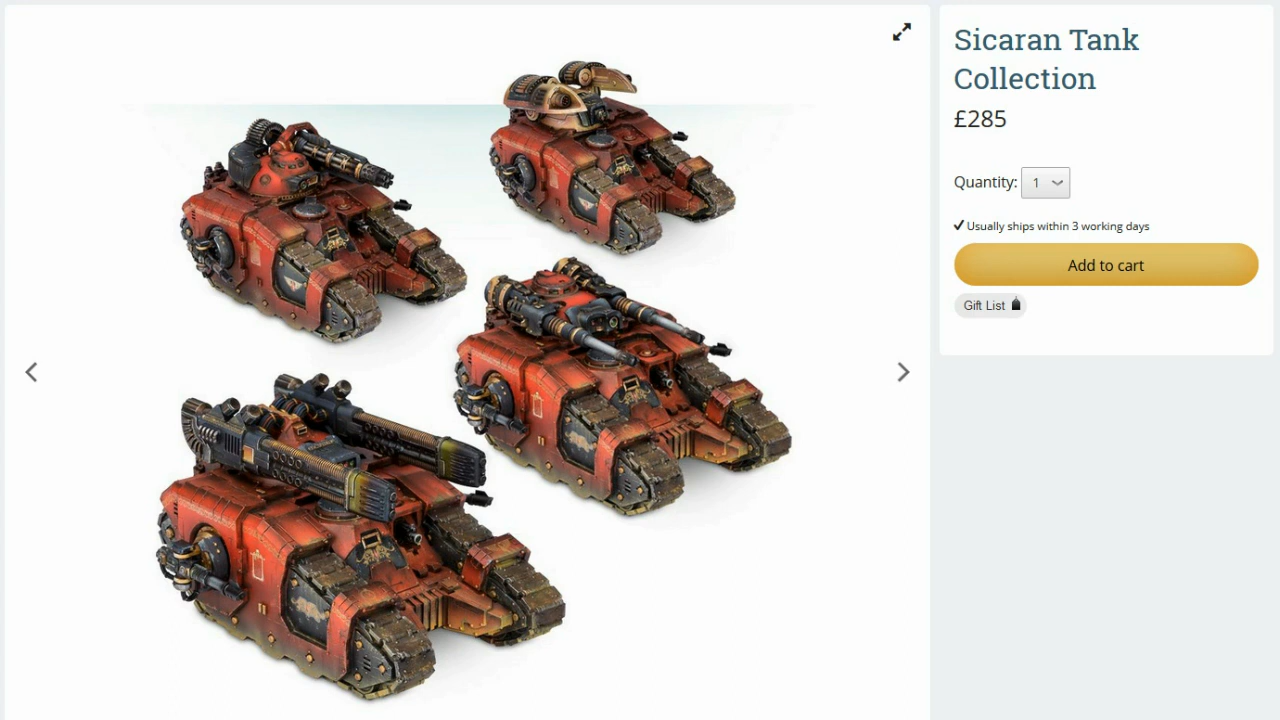 Sicaran Tank
Collection
£285
Quantity: 1
✔ Usually ships within 3 working days
Add to cart
Gift List